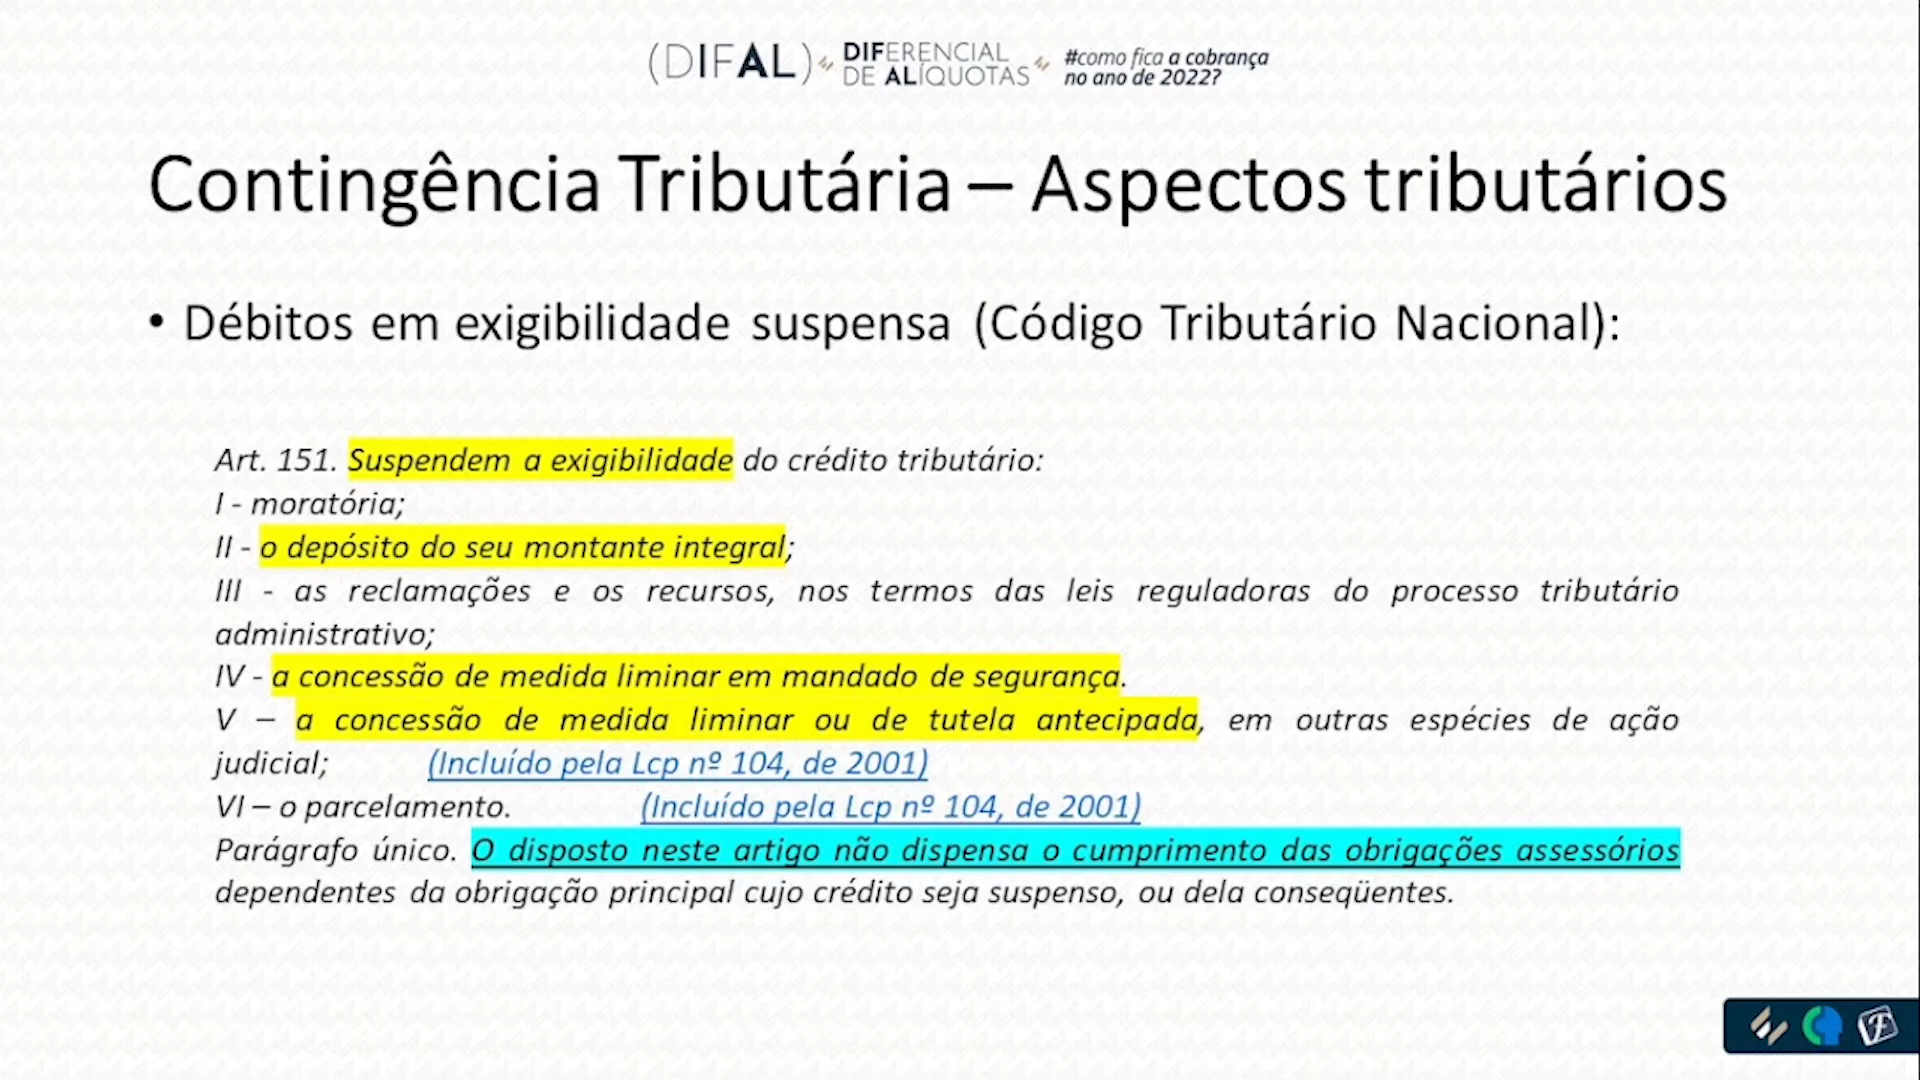 (DIFAL) DIFERENCIAL DE ALÍQUOTAS #como fica a cobrança no ano de 2022?
Contingência Tributária – Aspectos tributários
• Débitos em exigibilidade suspensa (Código Tributário Nacional):
Art. 151. Suspendem a exigibilidade do crédito tributário:
I - moratória;
II - o depósito do seu montante integral;
III - as reclamações e os recursos, nos termos das leis reguladoras do processo tributário
administrativo;
IV - a concessão de medida liminar em mandado de segurança.
V – a concessão de medida liminar ou de tutela antecipada, em outras espécies de ação
judicial; (Incluído pela Lcp nº 104, de 2001)
VI – o parcelamento. (Incluído pela Lcp nº 104, de 2001)
Parágrafo único. O disposto neste artigo não dispensa o cumprimento das obrigações assessórios
dependentes da obrigação principal cujo crédito seja suspenso, ou dela conseqüentes.